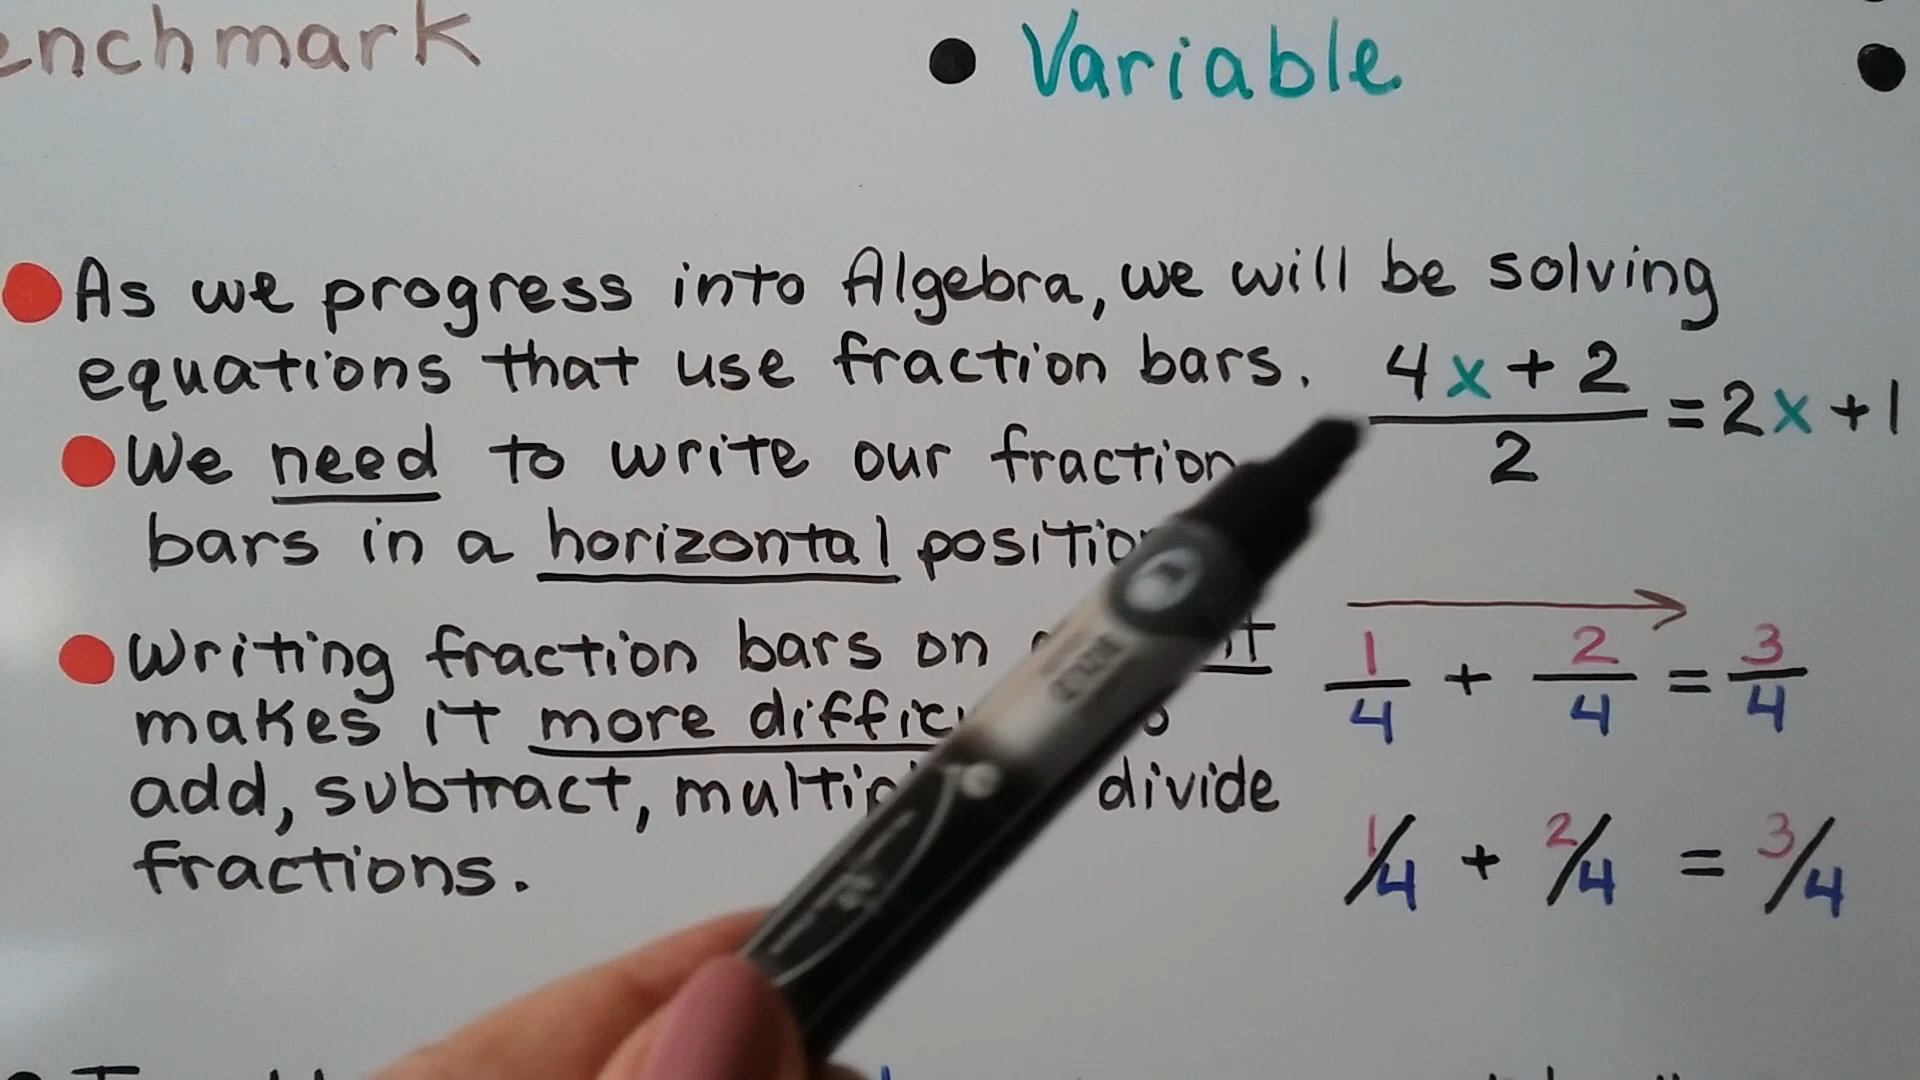 enchmark
• Variable
As we progress into Algebra, we will be solving
equations that use fraction bars. 4x + 2 / 2 = 2x + 1
We need to write our fraction
bars in a horizontal
Writing fraction bars on
makes it more
add, subtract, divide
fractions.
1/4 + 2/4 = 3/4
1/4 + 2/4 = 3/4